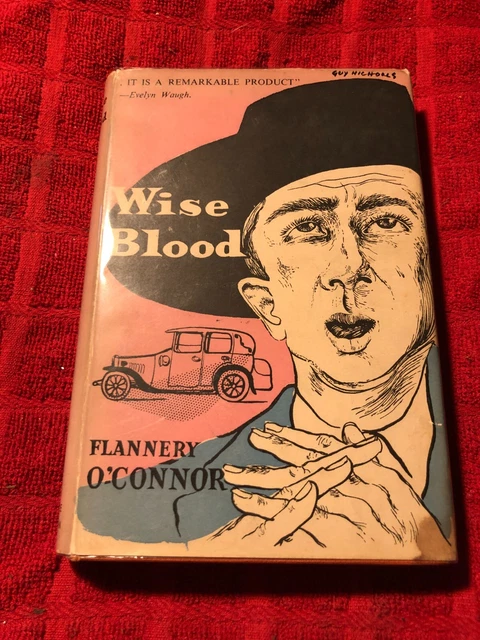 IT IS A REMARKABLE PRODUCT"
—Evelyn Waugh.
GUY NICHOLLS
Wise
Blood
FLANNERY
O'CONNOR